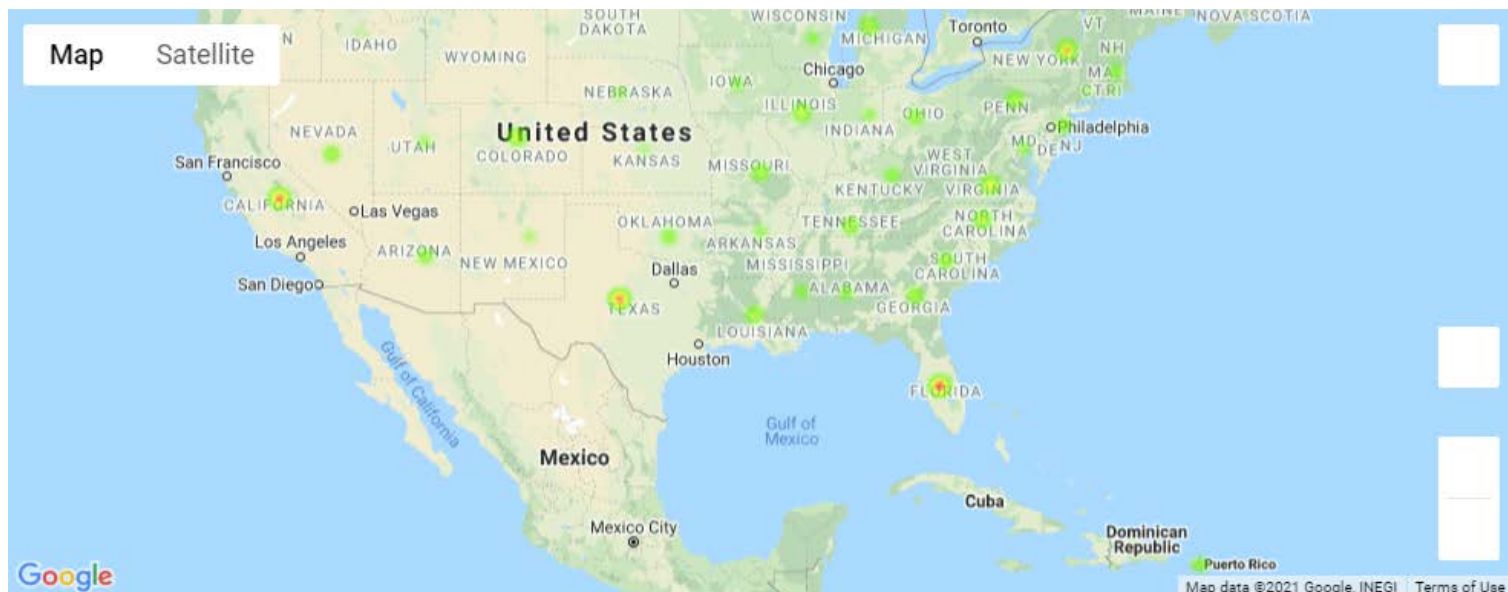 Map
Satellite
N
IDAHO
WYOMING
SOUTH
DAKOTA
WISCONSIN
MICHIGAN
Toronto
VT
MAINE
NOVA SCOTIA
NH
NEW YORK
MA
CT RI
NEBRASKA
IOWA
Chicago
ILLINOIS
INDIANA
OHIO
PENN
Philadelphia
MD
DE
NJ
NEVADA
UTAH
United States
COLORADO
KANSAS
MISSOURI
WEST
VIRGINIA
KENTUCKY
VIRGINIA
San Francisco
CALIFORNIA
Las Vegas
Los Angeles
ARIZONA
NEW MEXICO
OKLAHOMA
ARKANSAS
TENNESSEE
NORTH
CAROLINA
San Diego
Dallas
MISSISSIPPI
ALABAMA
SOUTH
CAROLINA
GEORGIA
TEXAS
LOUISIANA
Houston
FLORIDA
Gulf of California
Gulf of
Mexico
Mexico
Mexico City
Cuba
Dominican
Republic
Puerto Rico
Google
Map data ©2021 Google, INEGI
Terms of Use